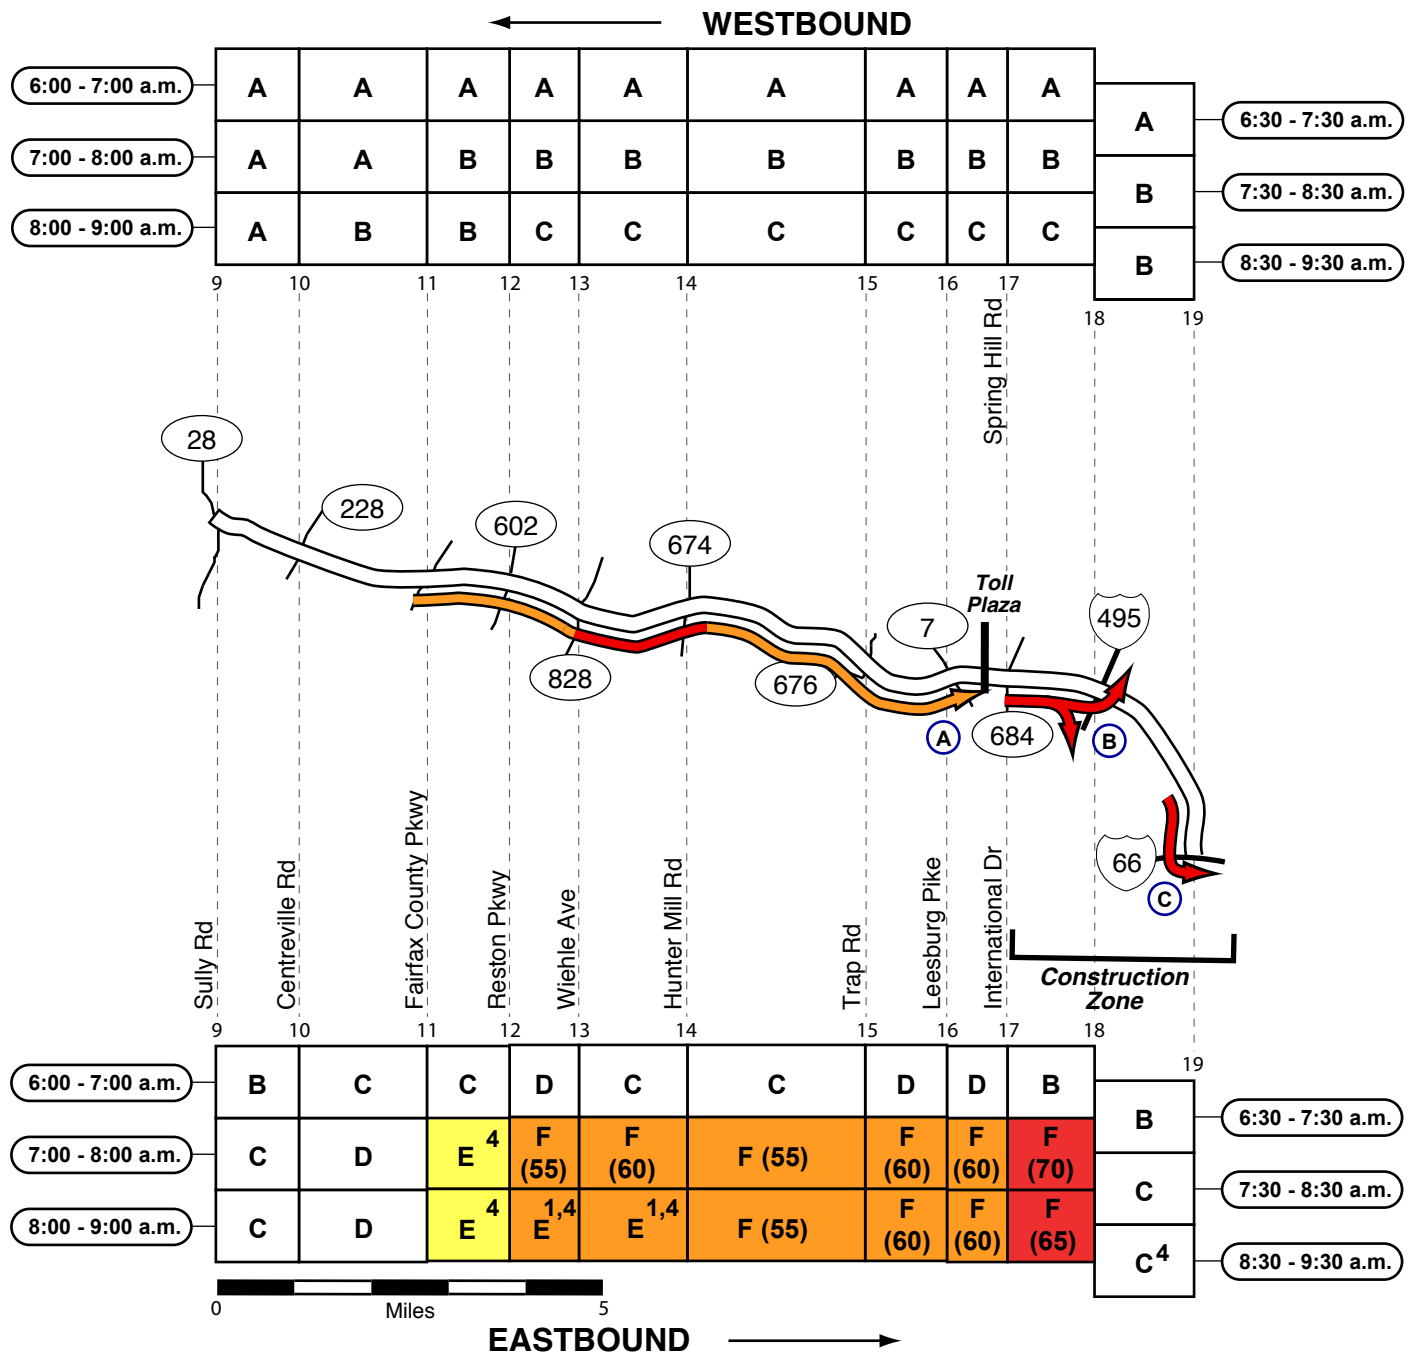 WESTBOUND
6:00 - 7:00 a.m. A A A A A A A A A
A 6:30 - 7:30 a.m.
7:00 - 8:00 a.m. A A B B B B B B B
B 7:30 - 8:30 a.m.
8:00 - 9:00 a.m. A B B C C C C C C
B 8:30 - 9:30 a.m.
9 10 11 12 13 14 15 16 17
18 19
Spring Hill Rd
28
228
602
674
Toll
Plaza
7
495
828
676
A
684
B
66
C
Sully Rd
Centreville Rd
Fairfax County Pkwy
Reston Pkwy
Wiehle Ave
Hunter Mill Rd
Trap Rd
Leesburg Pike
International Dr
Construction
Zone
9 10 11 12 13 14 15 16 17 18
19
6:00 - 7:00 a.m. B C C D C C D D B
B 6:30 - 7:30 a.m.
7:00 - 8:00 a.m. C D E 4 F (55) F (60) F (55) F (60) F (60) F (70)
C 7:30 - 8:30 a.m.
8:00 - 9:00 a.m. C D E 4 E 1,4 E 1,4 F (55) F (60) F (60) F (65)
C 4 8:30 - 9:30 a.m.
0 Miles 5
EASTBOUND